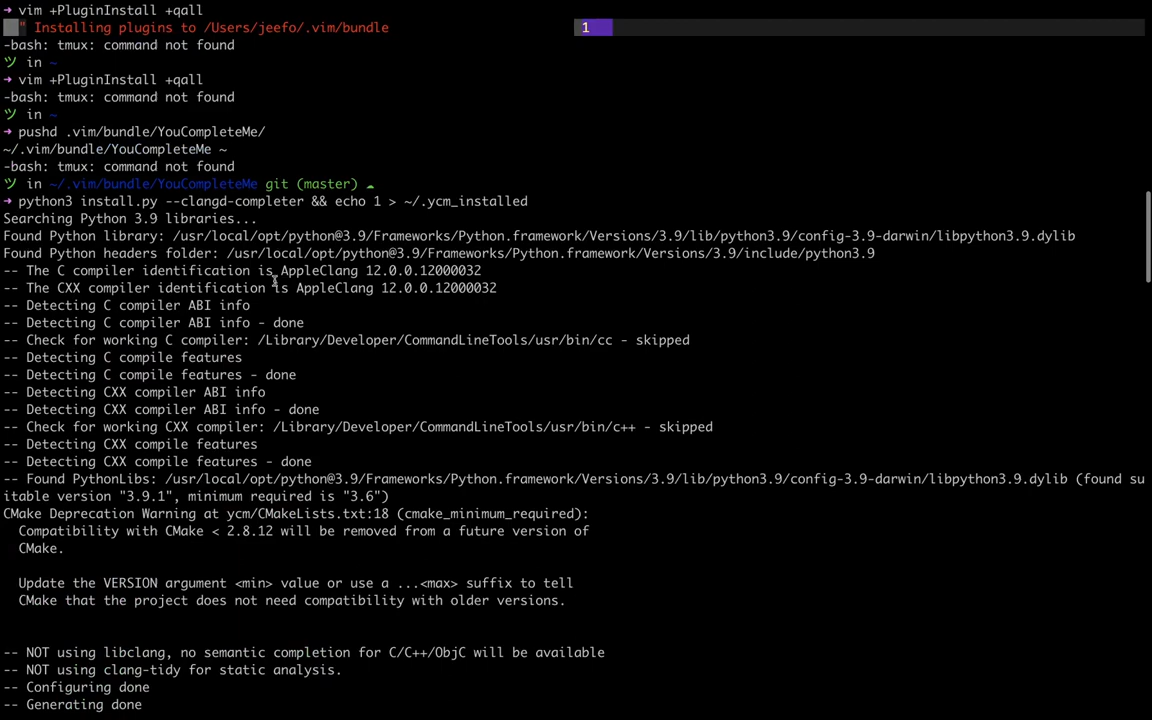 ➜ vim +PluginInstall +qall
" Installing plugins to /Users/jeefo/.vim/bundle
1
-bash: tmux: command not found
ツ in ~
➜ vim +PluginInstall +qall
-bash: tmux: command not found
ツ in ~
➜ pushd .vim/bundle/YouCompleteMe/
~/.vim/bundle/YouCompleteMe ~
-bash: tmux: command not found
ツ in ~/.vim/bundle/YouCompleteMe git (master) ☁
➜ python3 install.py --clangd-completer && echo 1 > ~/.ycm_installed
Searching Python 3.9 libraries...
Found Python library: /usr/local/opt/python@3.9/Frameworks/Python.framework/Versions/3.9/lib/python3.9/config-3.9-darwin/libpython3.9.dylib
Found Python headers folder: /usr/local/opt/python@3.9/Frameworks/Python.framework/Versions/3.9/include/python3.9
-- The C compiler identification is AppleClang 12.0.0.12000032
-- The CXX compiler identification is AppleClang 12.0.0.12000032
-- Detecting C compiler ABI info
-- Detecting C compiler ABI info - done
-- Check for working C compiler: /Library/Developer/CommandLineTools/usr/bin/cc - skipped
-- Detecting C compile features
-- Detecting C compile features - done
-- Detecting CXX compiler ABI info
-- Detecting CXX compiler ABI info - done
-- Check for working CXX compiler: /Library/Developer/CommandLineTools/usr/bin/c++ - skipped
-- Detecting CXX compile features
-- Detecting CXX compile features - done
-- Found PythonLibs: /usr/local/opt/python@3.9/Frameworks/Python.framework/Versions/3.9/lib/python3.9/config-3.9-darwin/libpython3.9.dylib (found su
itable version "3.9.1", minimum required is "3.6")
CMake Deprecation Warning at ycm/CMakeLists.txt:18 (cmake_minimum_required):
  Compatibility with CMake < 2.8.12 will be removed from a future version of
  CMake.

  Update the VERSION argument <min> value or use a ...<max> suffix to tell
  CMake that the project does not need compatibility with older versions.

-- NOT using libclang, no semantic completion for C/C++/ObjC will be available
-- NOT using clang-tidy for static analysis.
-- Configuring done
-- Generating done